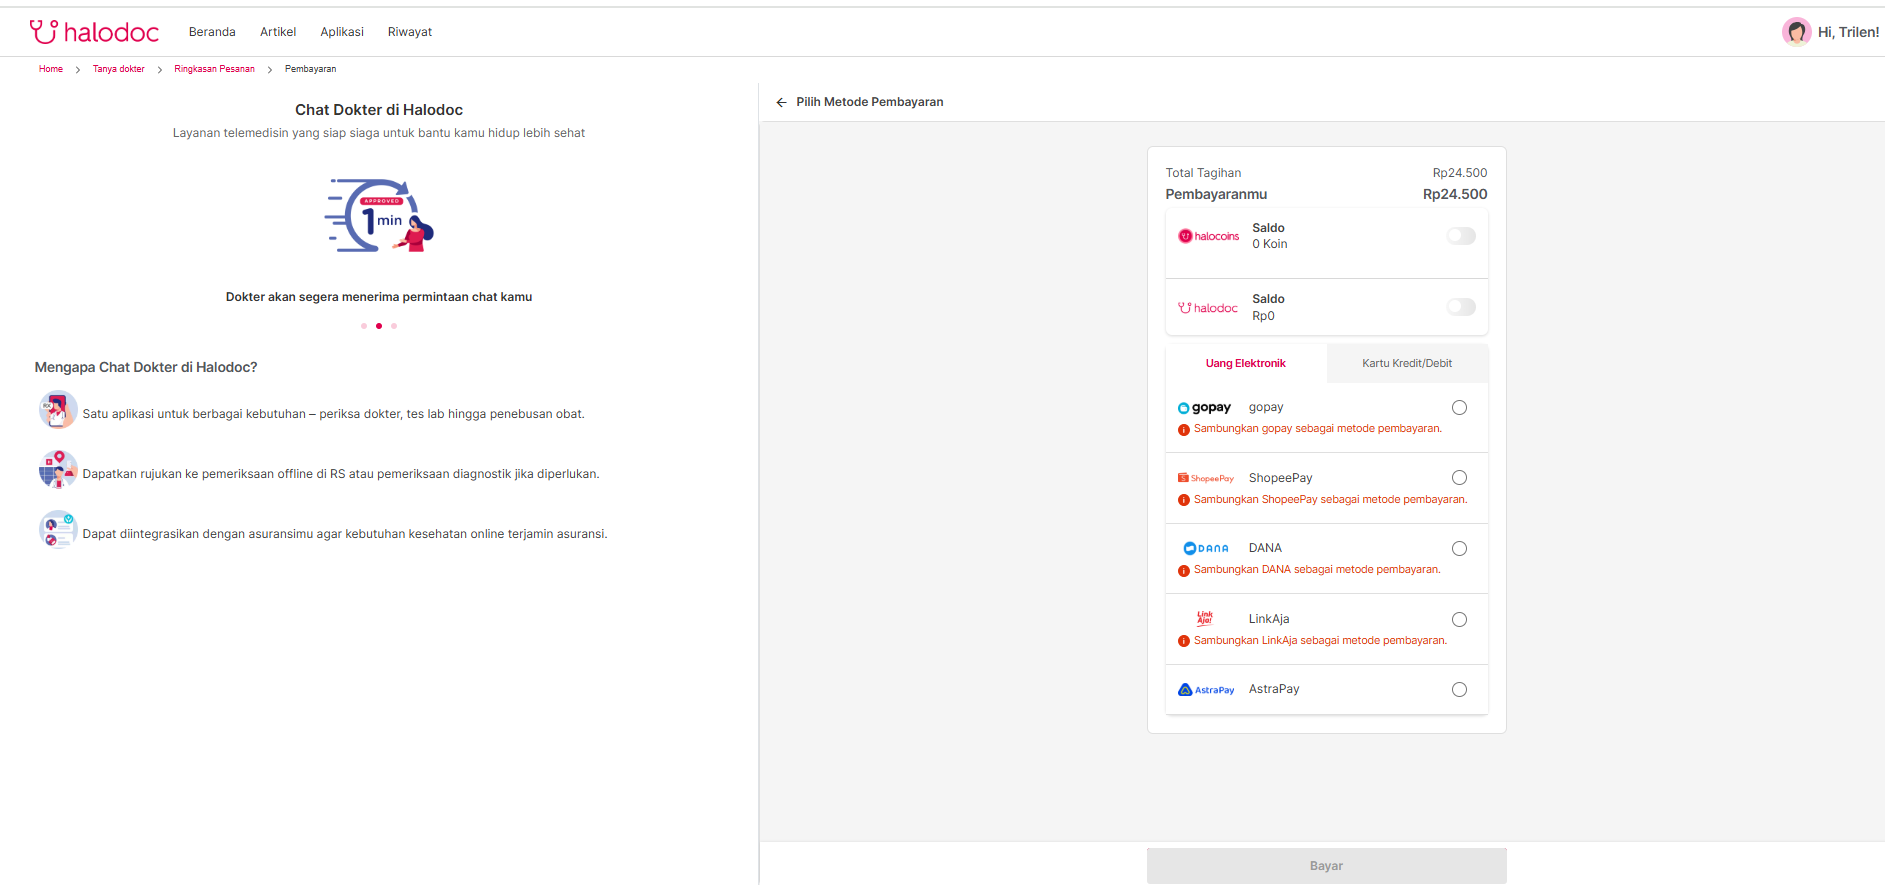 halodoc Beranda Artikel Aplikasi Riwayat Hi, Trilen!
Home > Tanya dokter > Ringkasan Pesanan > Pembayaran
Chat Dokter di Halodoc
Layanan telemedisin yang siap siaga untuk bantu kamu hidup lebih sehat
APPROVED
1 min
Dokter akan segera menerima permintaan chat kamu
Mengapa Chat Dokter di Halodoc?
RX
Satu aplikasi untuk berbagai kebutuhan – periksa dokter, tes lab hingga penebusan obat.
Dapatkan rujukan ke pemeriksaan offline di RS atau pemeriksaan diagnostik jika diperlukan.
Dapat diintegrasikan dengan asuransimu agar kebutuhan kesehatan online terjamin asuransi.
← Pilih Metode Pembayaran
Total Tagihan Rp24.500
Pembayaranmu Rp24.500
halocoins Saldo
0 Koin
halodoc Saldo
Rp0
Uang Elektronik Kartu Kredit/Debit
gopay gopay
Sambungkan gopay sebagai metode pembayaran.
ShopeePay ShopeePay
Sambungkan ShopeePay sebagai metode pembayaran.
DANA DANA
Sambungkan DANA sebagai metode pembayaran.
LinkAja! LinkAja
Sambungkan LinkAja sebagai metode pembayaran.
AstraPay AstraPay
Bayar